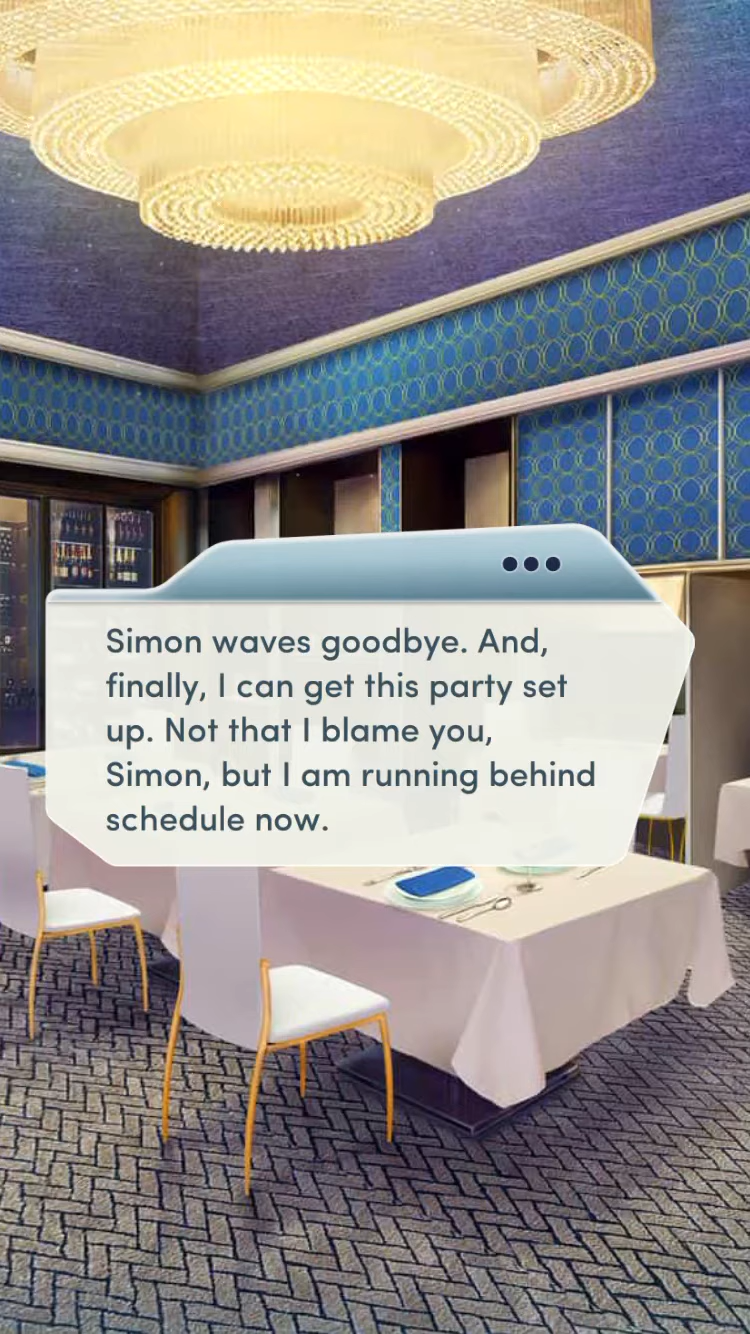 Simon waves goodbye. And,
finally, I can get this party set
up. Not that I blame you,
Simon, but I am running behind
schedule now.